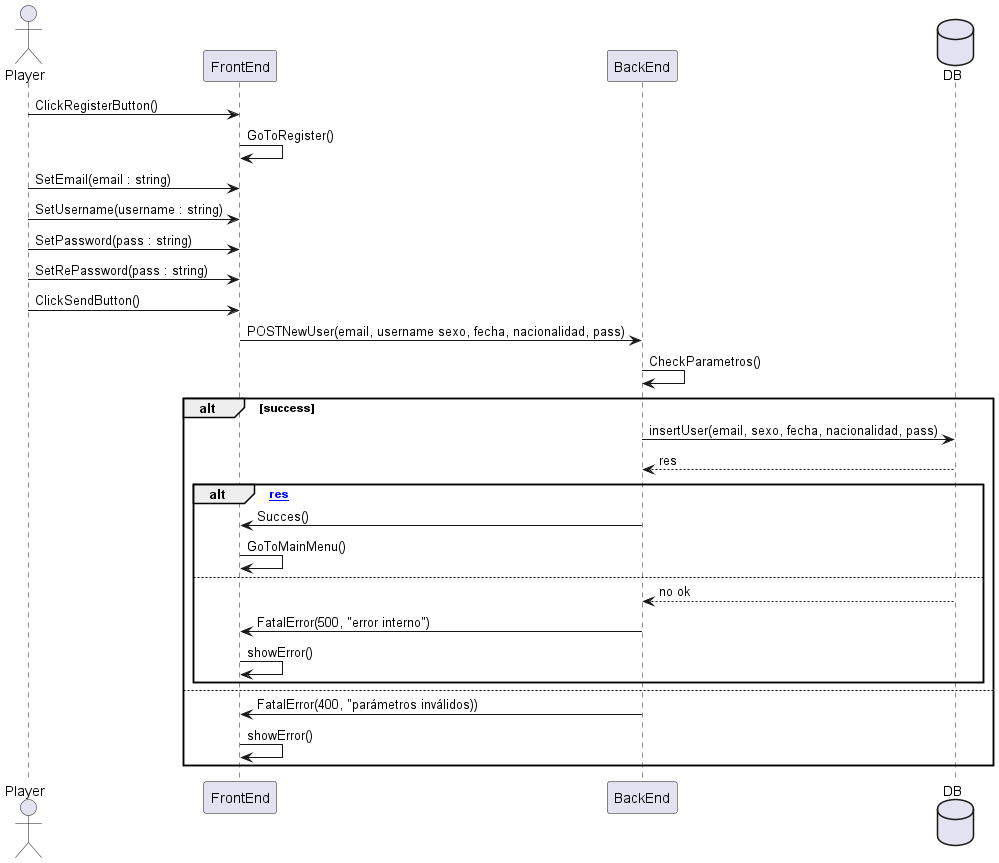 Player
FrontEnd
BackEnd
DB
ClickRegisterButton()
GoToRegister()
SetEmail(email : string)
SetUsername(username : string)
SetPassword(pass : string)
SetRePassword(pass : string)
ClickSendButton()
POSTNewUser(email, username sexo, fecha, nacionalidad, pass)
CheckParametros()
alt [success]
insertUser(email, sexo, fecha, nacionalidad, pass)
res
alt res
Succes()
GoToMainMenu()
no ok
FatalError(500, "error interno")
showError()
FatalError(400, "parámetros inválidos))
showError()
Player
FrontEnd
BackEnd
DB